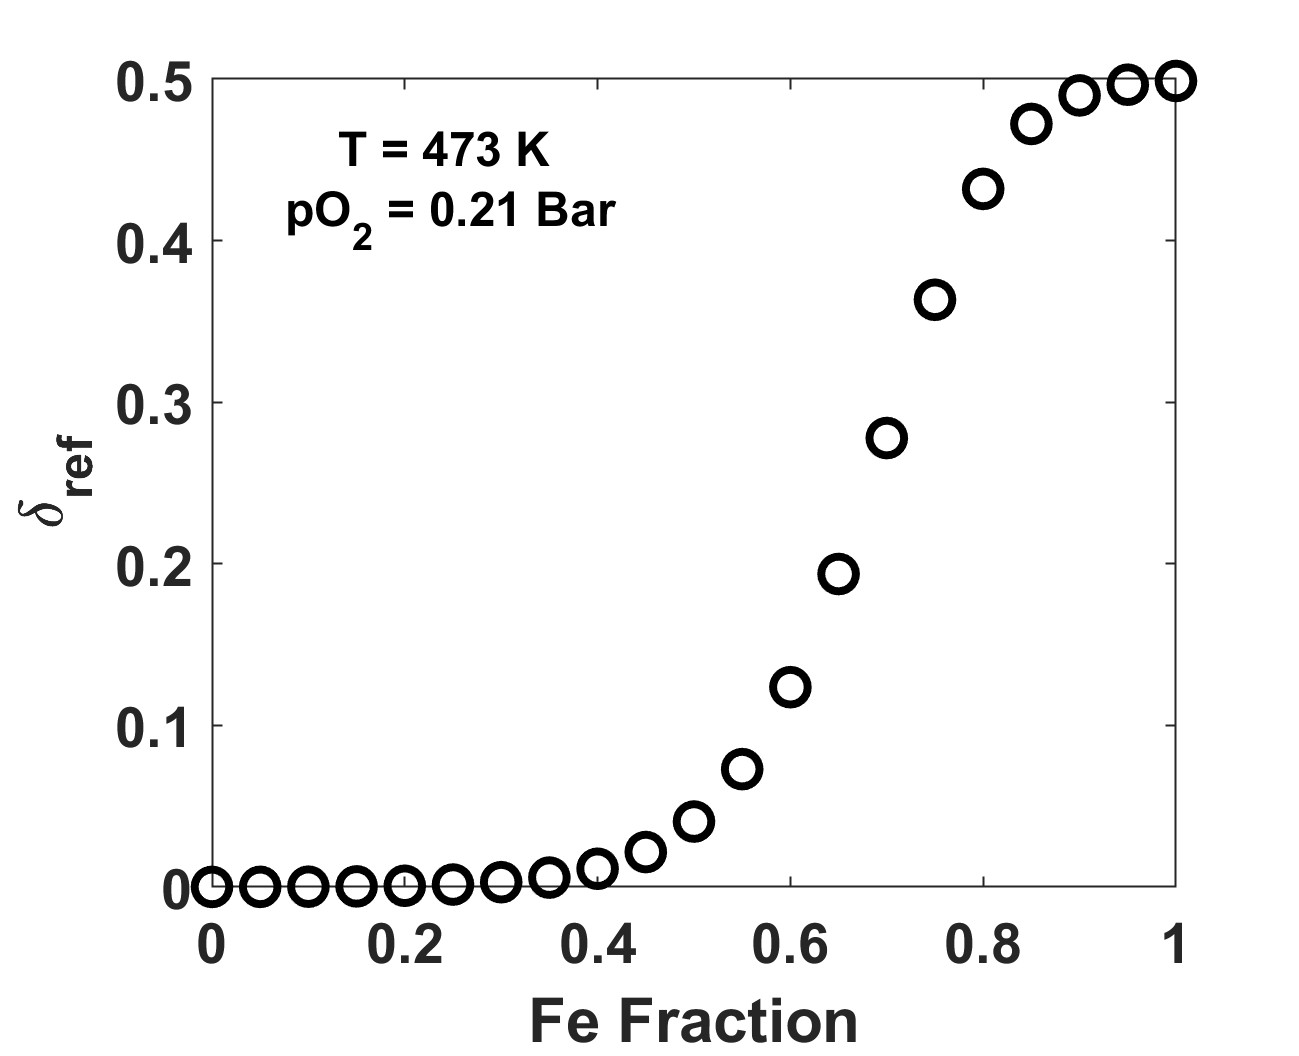 0.5
0.4
0.3
0.2
0.1
0
T = 473 K
pO₂ = 0.21 Bar
δref
0 0.2 0.4 0.6 0.8 1
Fe Fraction